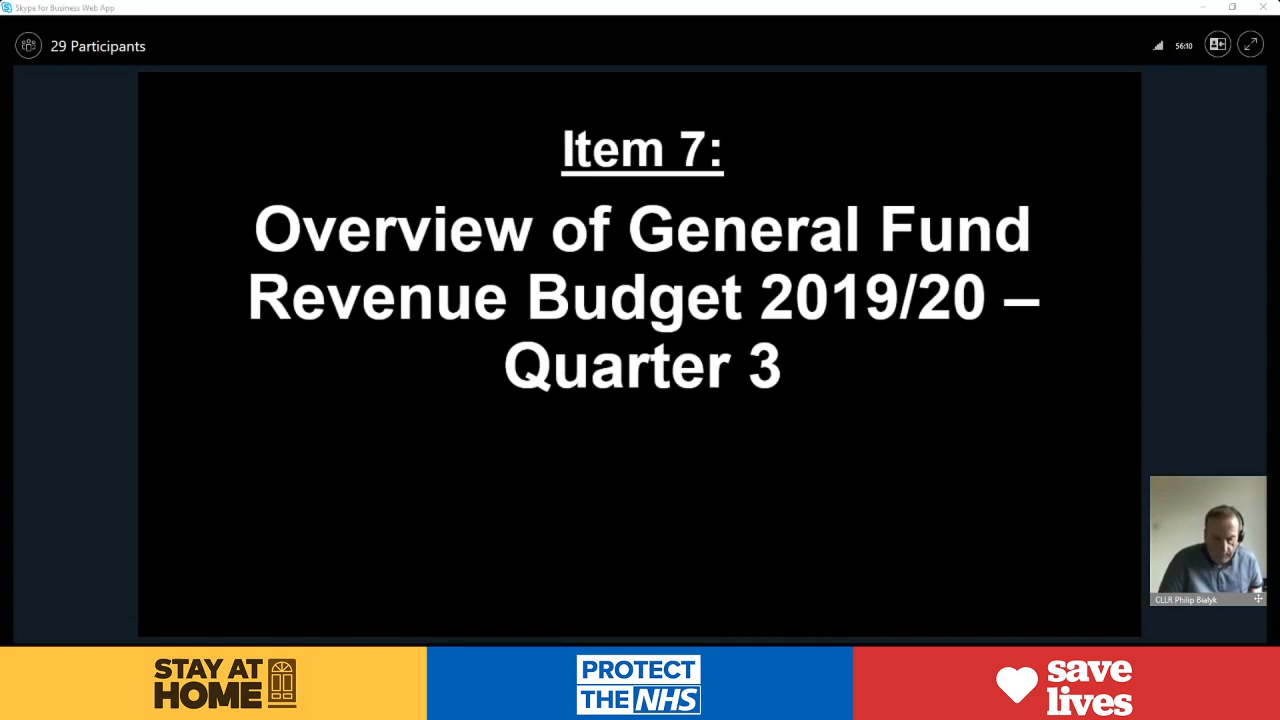 Skype for Business Web App
29 Participants
56:10
Item 7:
Overview of General Fund
Revenue Budget 2019/20 –
Quarter 3
CLLR Philip Bialyk
STAY AT
HOME
PROTECT
THE NHS
save
lives